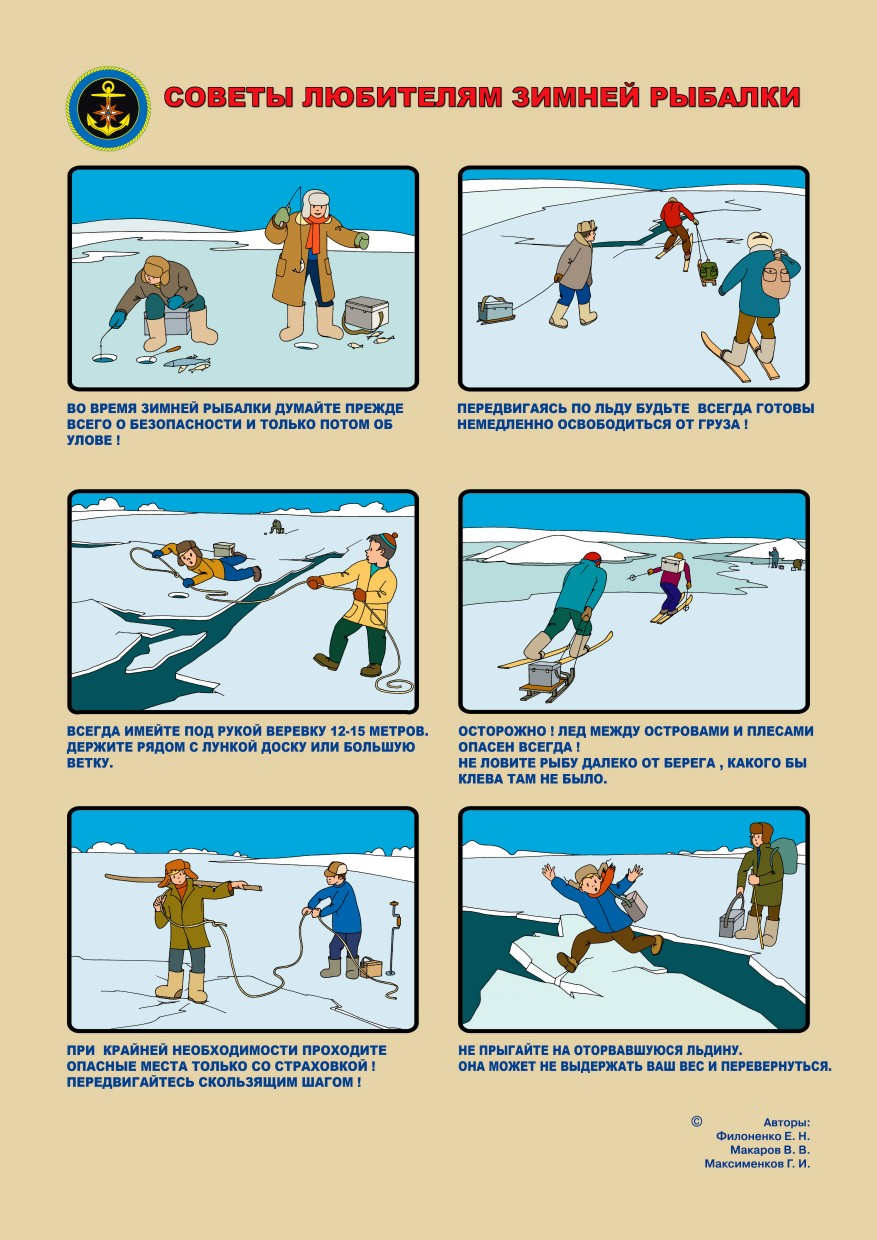 СОВЕТЫ ЛЮБИТЕЛЯМ ЗИМНЕЙ РЫБАЛКИ
ВО ВРЕМЯ ЗИМНЕЙ РЫБАЛКИ ДУМАЙТЕ ПРЕЖДЕ
ВСЕГО О БЕЗОПАСНОСТИ И ТОЛЬКО ПОТОМ ОБ
УЛОВЕ !
ПЕРЕДВИГАЯСЬ ПО ЛЬДУ БУДЬТЕ ВСЕГДА ГОТОВЫ
НЕМЕДЛЕННО ОСВОБОДИТЬСЯ ОТ ГРУЗА !
ВСЕГДА ИМЕЙТЕ ПОД РУКОЙ ВЕРЕВКУ 12-15 МЕТРОВ.
ДЕРЖИТЕ РЯДОМ С ЛУНКОЙ ДОСКУ ИЛИ БОЛЬШУЮ
ВЕТКУ.
ОСТОРОЖНО ! ЛЕД МЕЖДУ ОСТРОВАМИ И ПЛЕСАМИ
ОПАСЕН ВСЕГДА !
НЕ ЛОВИТЕ РЫБУ ДАЛЕКО ОТ БЕРЕГА , КАКОГО БЫ
КЛЕВА ТАМ НЕ БЫЛО.
ПРИ КРАЙНЕЙ НЕОБХОДИМОСТИ ПРОХОДИТЕ
ОПАСНЫЕ МЕСТА ТОЛЬКО СО СТРАХОВКОЙ !
ПЕРЕДВИГАЙТЕСЬ СКОЛЬЗЯЩИМ ШАГОМ !
НЕ ПРЫГАЙТЕ НА ОТОРВАВШУЮСЯ ЛЬДИНУ.
ОНА МОЖЕТ НЕ ВЫДЕРЖАТЬ ВАШ ВЕС И ПЕРЕВЕРНУТЬСЯ.
© Авторы:
Филоненко Е. Н.
Макаров В. В.
Максименков Г. И.